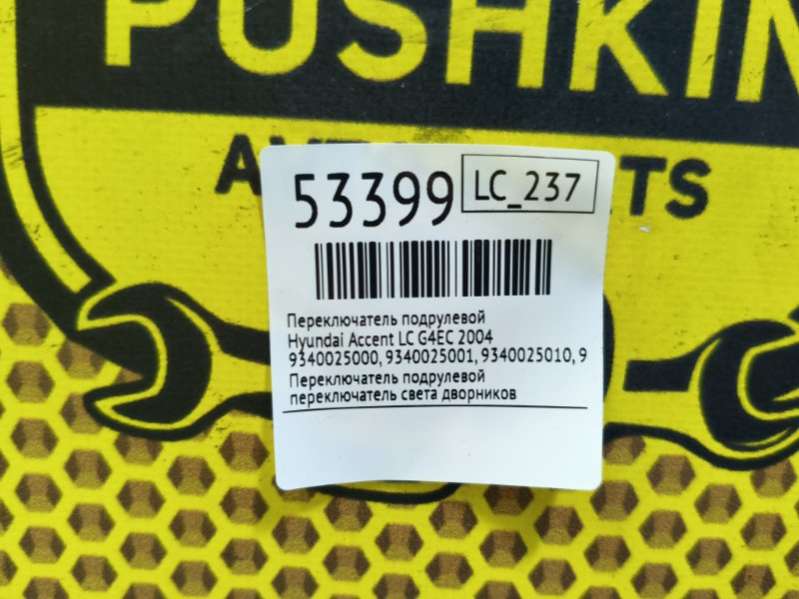 PUSHKIN
53399
LC_237
TS
Переключатель подрулевой
Hyundai Accent LC G4EC 2004
9340025000, 9340025001, 9340025010, 9
Переключатель подрулевой
переключатель света дворников